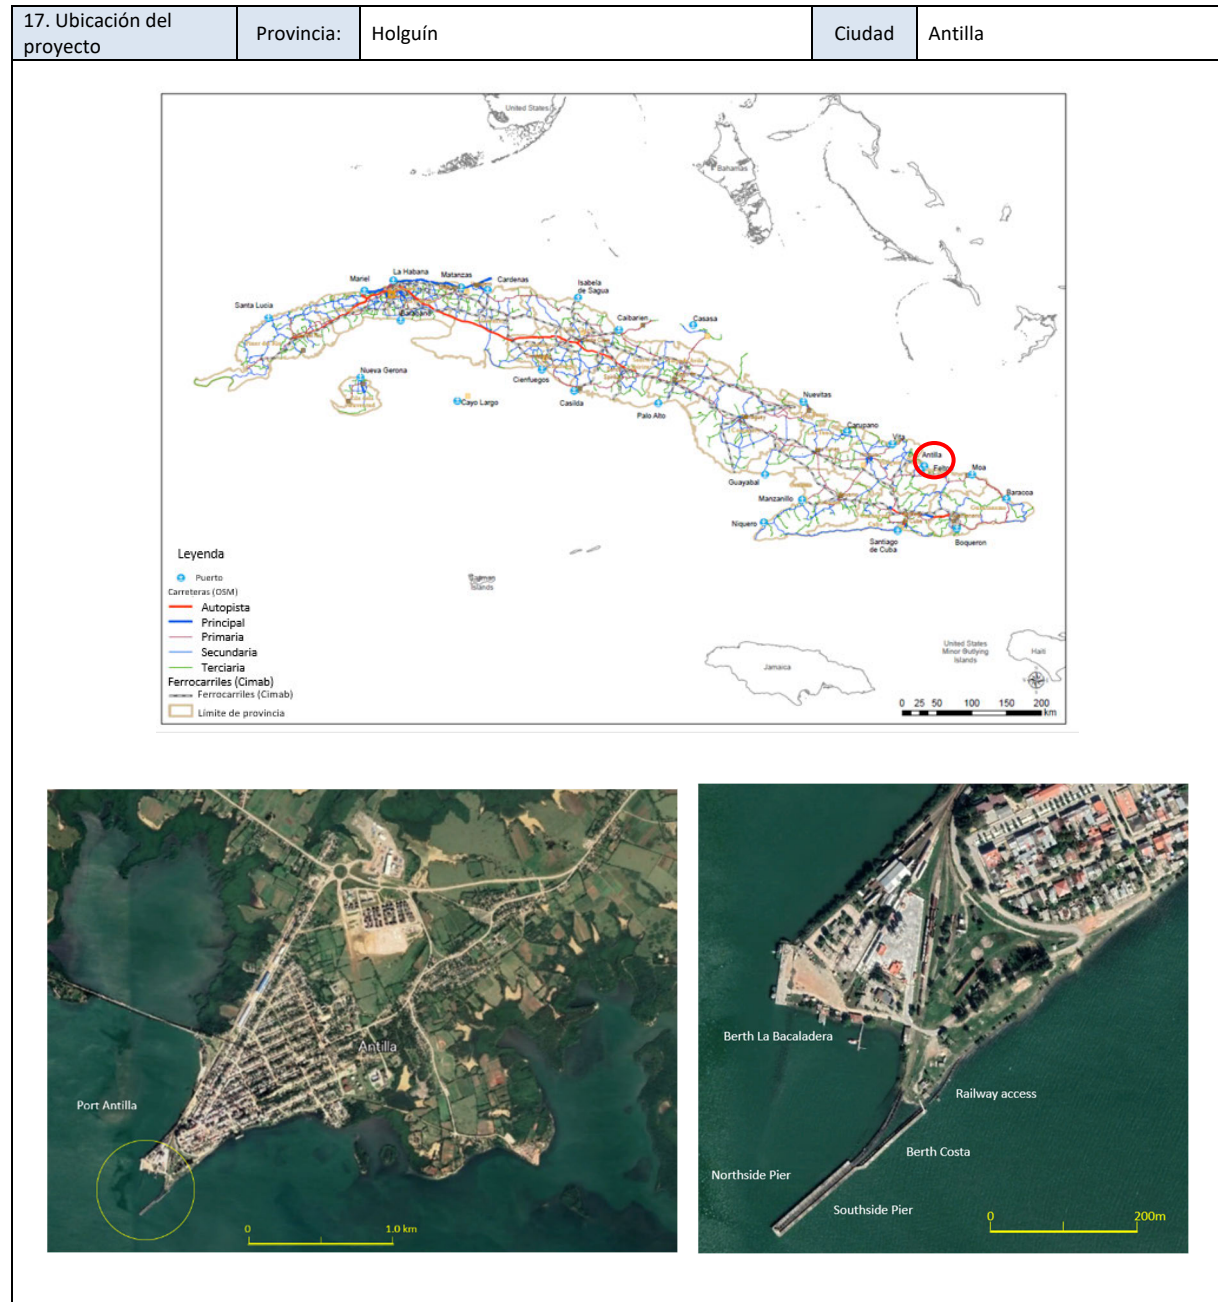 17. Ubicación del
proyecto
Provincia:
Holguín
Ciudad
Antilla
United States
Bahamas
La Habana
Matanzas
Mariel
Cardenas
Isabela
de Sagua
Santa Lucia
Batabano
Caibarien
Casasa
Nueva Gerona
Cienfuegos
Cayo Largo
Casilda
Palo Alto
Nuevitas
Carupano
Vita
Antilla
Felton
Moa
Guayabal
Manzanillo
Baracoa
Niquero
Santiago
de Cuba
Boqueron
Leyenda
Puerto
Carreteras (OSM)
Autopista
Principal
Primaria
Secundaria
Terciaria
Ferrocarriles (Cimab)
Ferrocarriles (Cimab)
Límite de provincia
Cayman
Islands
Jamaica
United States
Minor Outlying
Islands
Haiti
0 25 50 100 150 200
km
Antilla
Port Antilla
0 1.0 km
Berth La Bacaladera
Railway access
Berth Costa
Northside Pier
Southside Pier
0 200m